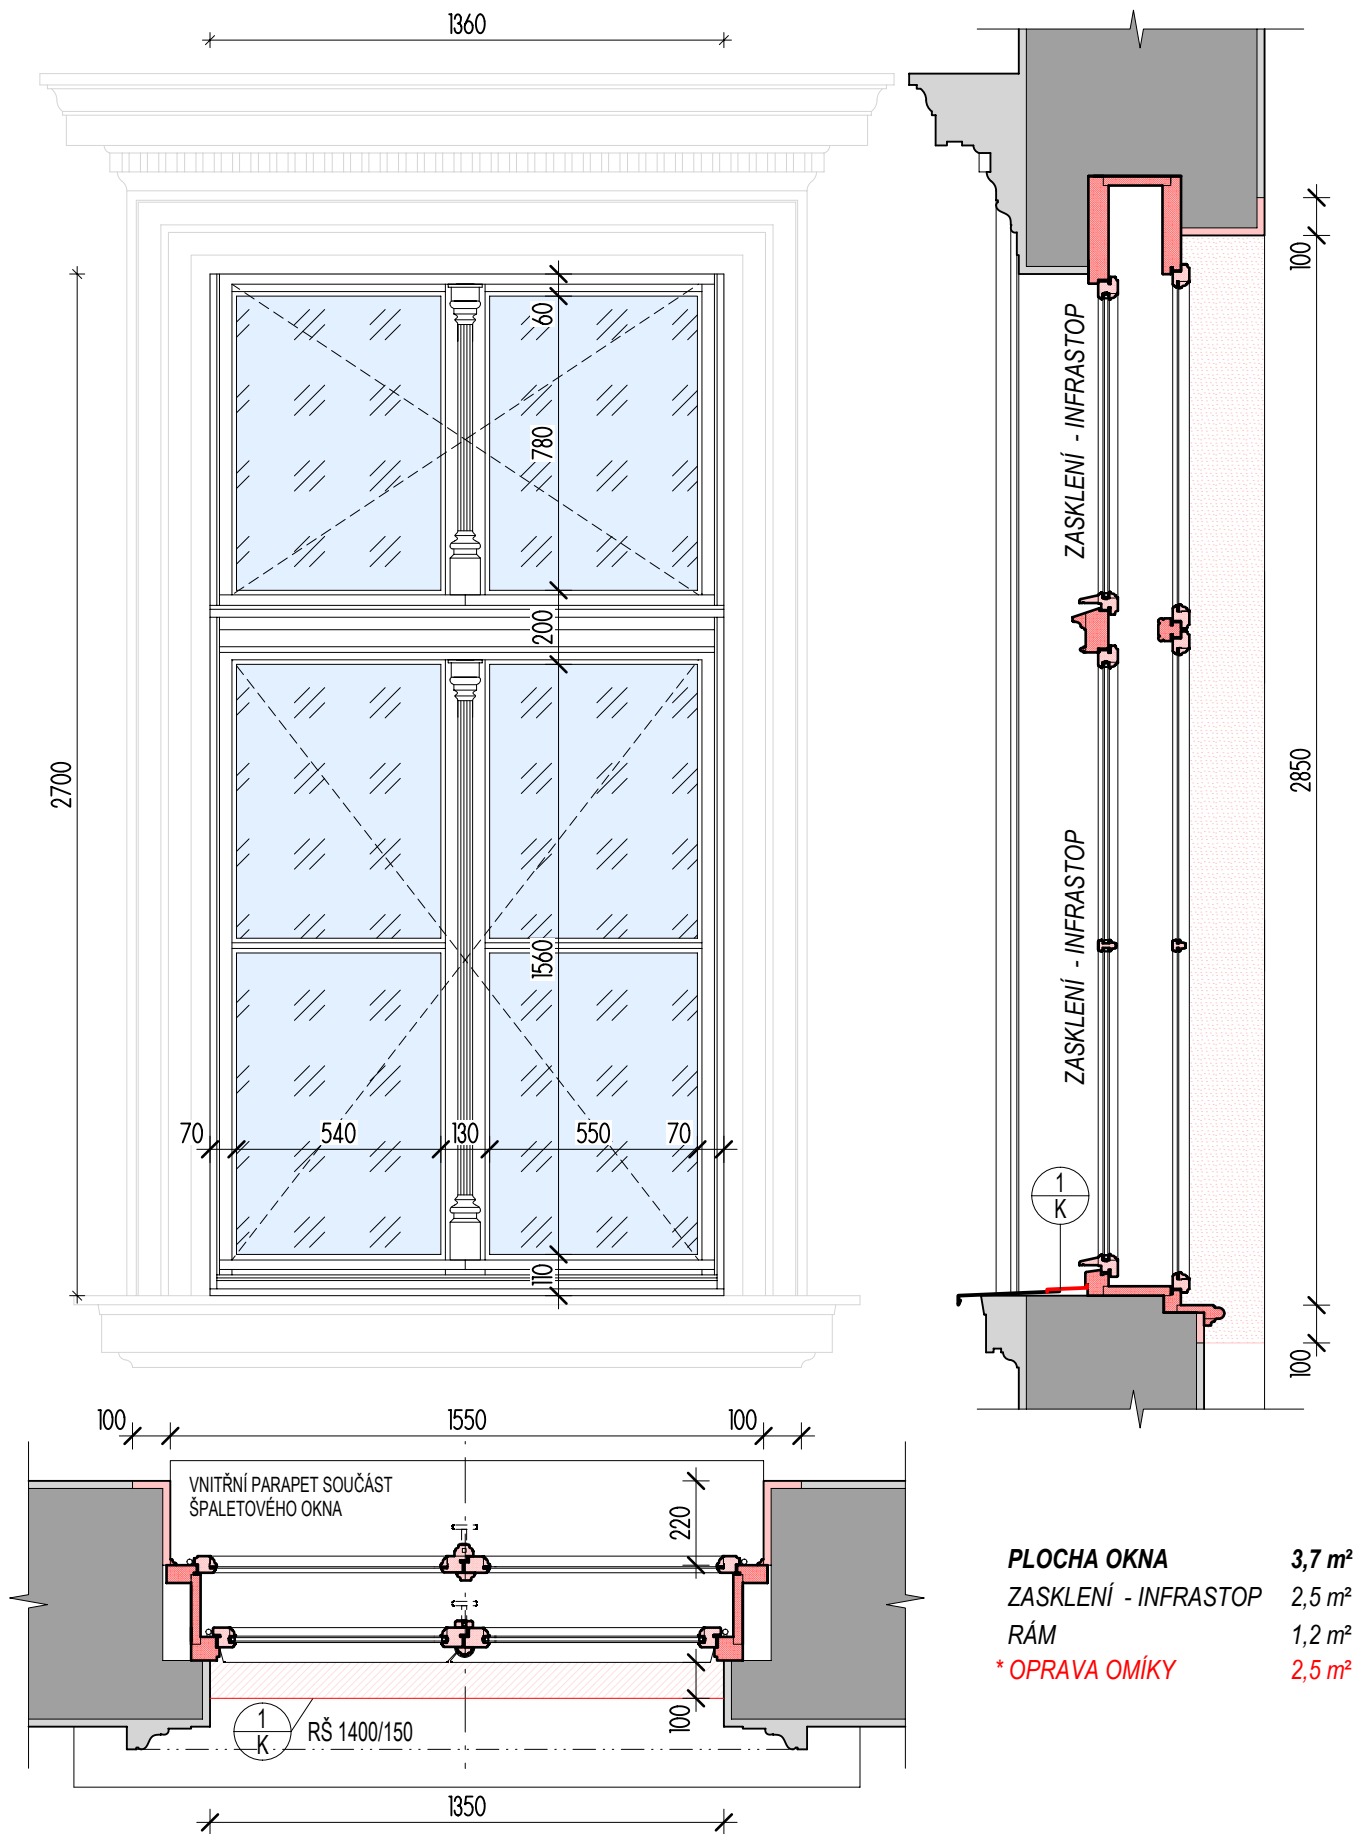 1360
100
60
ZASKLENÍ - INFRASTOP
780
200
2700
2850
ZASKLENÍ - INFRASTOP
1560
70
540
130
550
70
1
K
110
100
100
1550
100
VNITŘNÍ PARAPET SOUČÁST
ŠPALETOVÉHO OKNA
220
PLOCHA OKNA 3,7 m²
ZASKLENÍ - INFRASTOP 2,5 m²
RÁM 1,2 m²
* OPRAVA OMÍKY 2,5 m²
1
K
RŠ 1400/150
100
1350